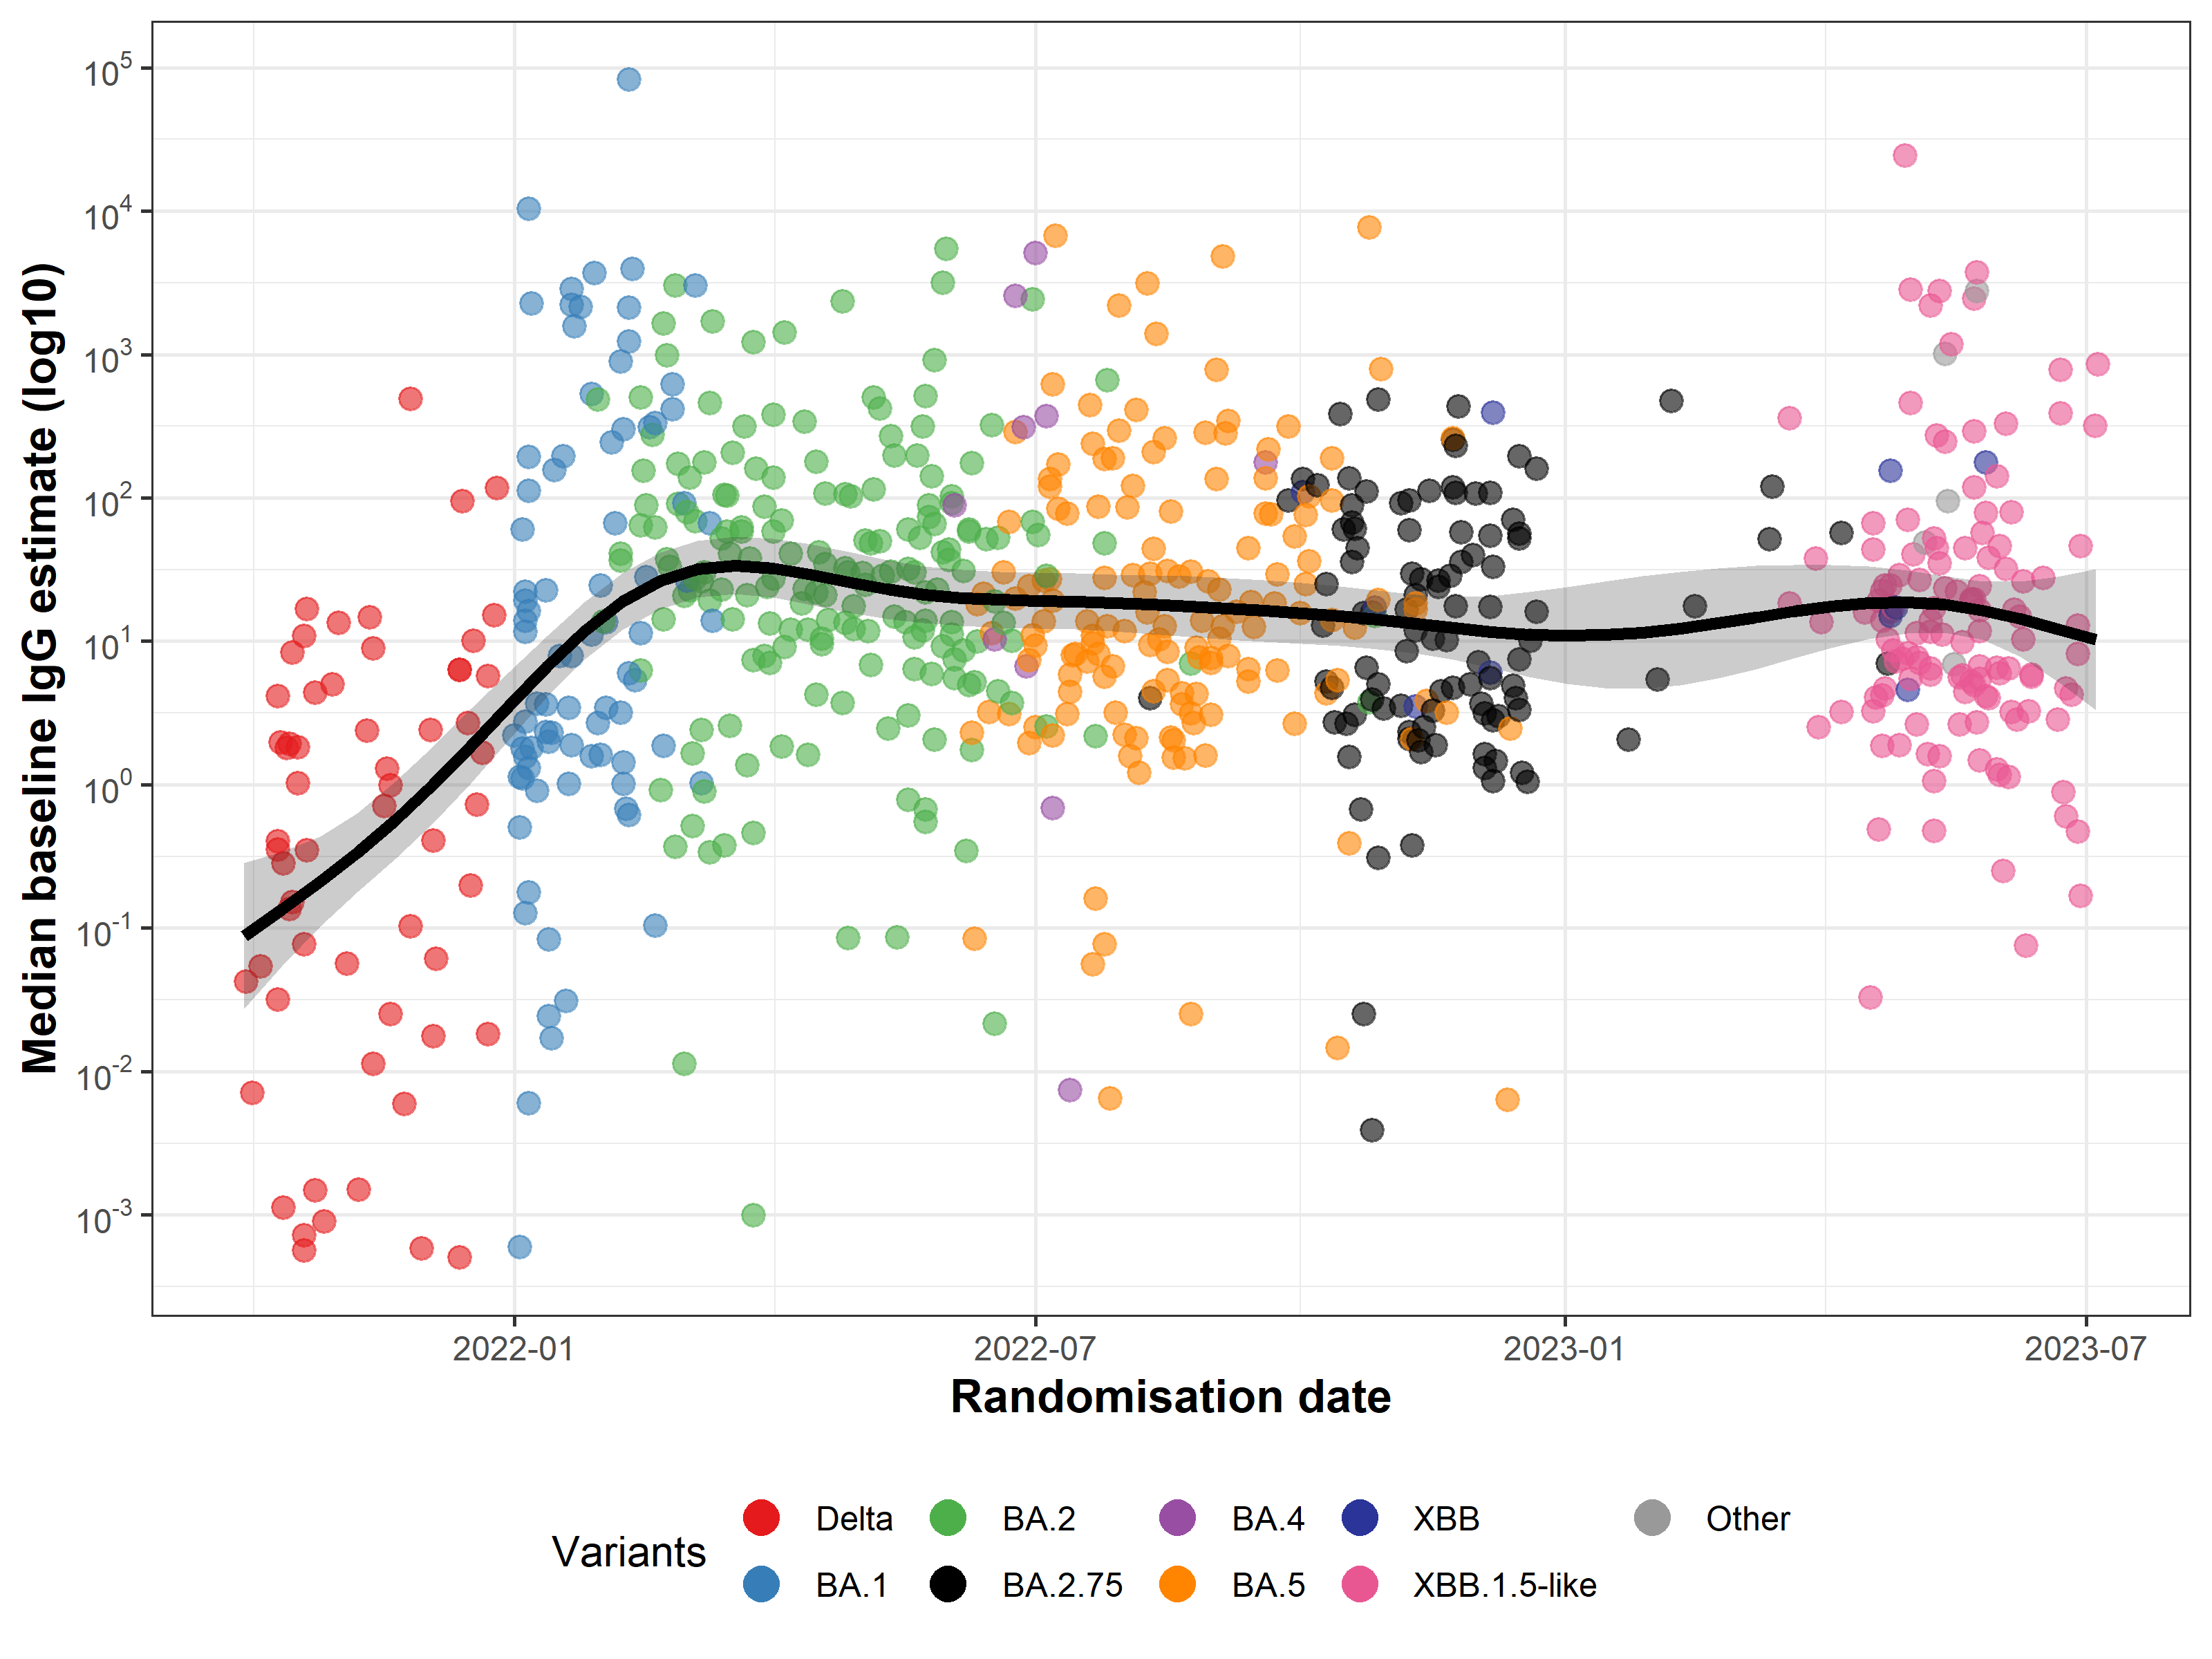 Median baseline IgG estimate (log10)
10^5
10^4
10^3
10^2
10^1
10^0
10^-1
10^-2
10^-3
2022-01 2022-07 2023-01 2023-07
Randomisation date
Variants
Delta BA.2 BA.4 XBB Other
BA.1 BA.2.75 BA.5 XBB.1.5-like